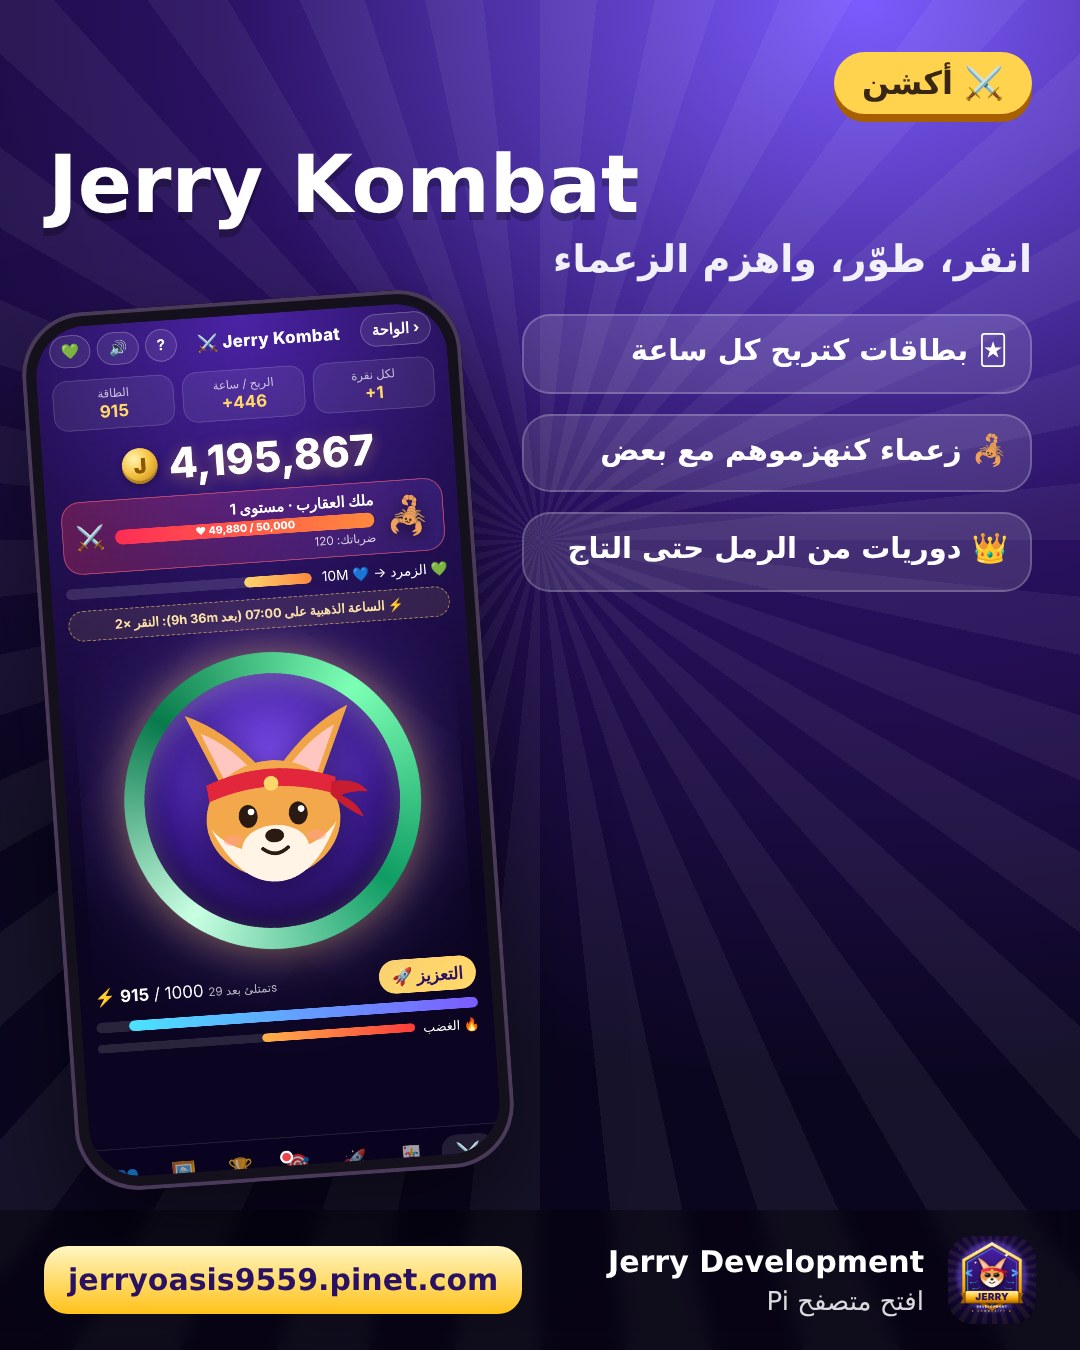 ⚔️ أكشن
Jerry Kombat
انقر، طوّر، واهزم الزعماء
بطاقات كتربح كل ساعة
🦂 زعماء كنهزموهم مع بعض
👑 دوريات من الرمل حتى التاج
💚 🔊 ? ⚔️ Jerry Kombat الواحة ›
لكل نقرة
+1
الربح / ساعة
+446
الطاقة
915
J 4,195,867
ملك العقارب · مستوى 1
♥ 49,880 / 50,000
ضرباتك: 120
💚 الزمرد → 💙 10M
⚡ الساعة الذهبية على 07:00 (بعد 9h 36m): النقر ×2
التعزيز 🚀
⚡ 915 / 1000 تمتلئ بعد 29s
🔥 الغضب
jerryoasis9559.pinet.com
Jerry Development
افتح متصفح Pi
JERRY